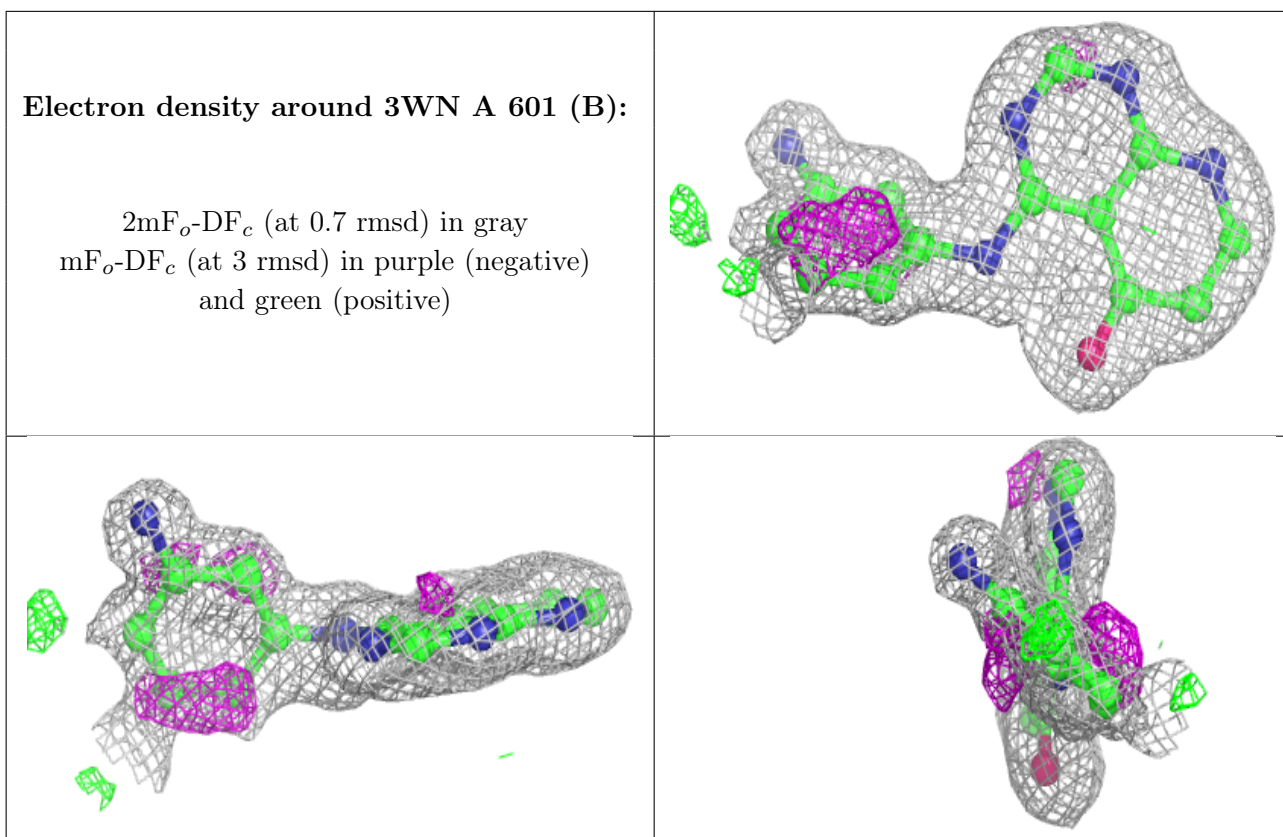 Electron density around 3WN A 601 (B):
2mFo-DFc (at 0.7 rmsd) in gray
mFo-DFc (at 3 rmsd) in purple (negative)
and green (positive)